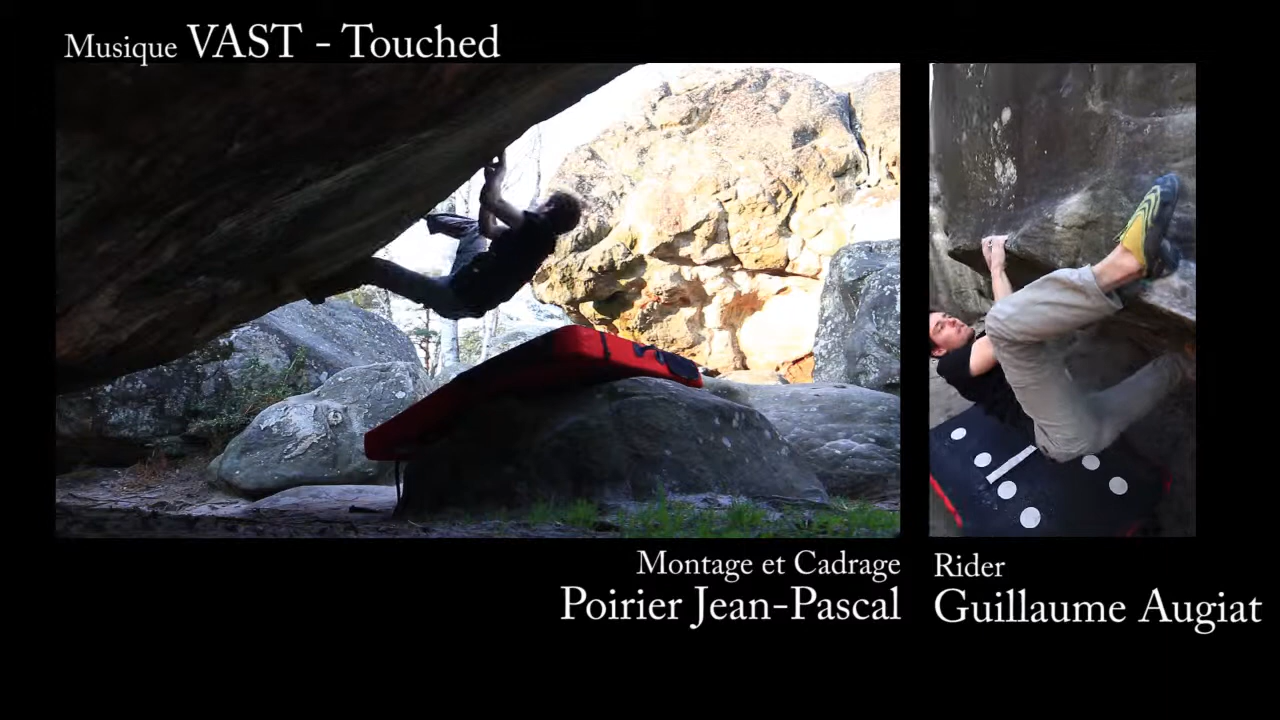 Musique VAST - Touched
Montage et Cadrage
Poirier Jean-Pascal
Rider
Guillaume Augiat